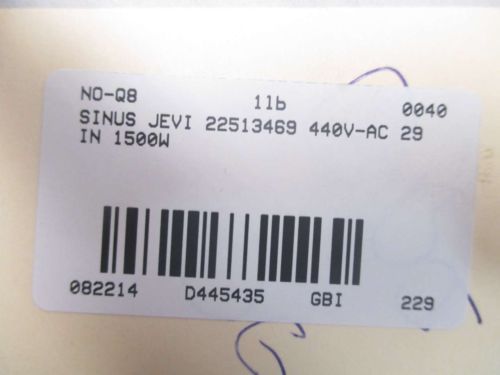 NO-Q8 1lb 0040
SINUS JEVI 22513469 440V-AC 29
IN 1500W
082214 D445435 GBI 229